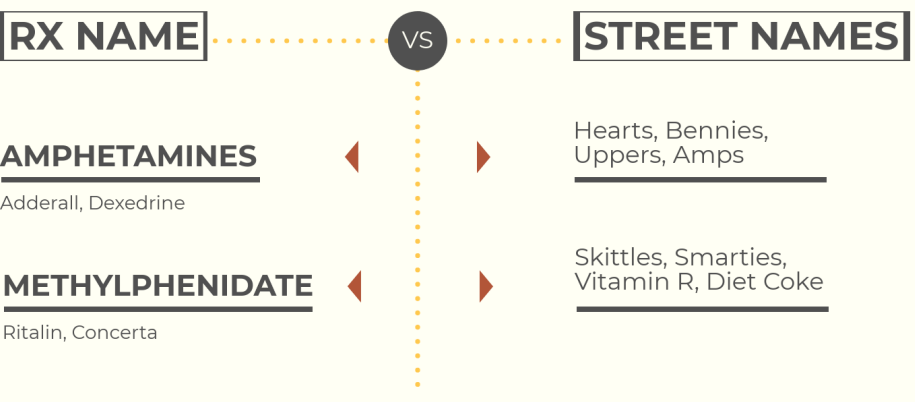 RX NAME
VS
STREET NAMES
AMPHETAMINES
Adderall, Dexedrine
Hearts, Bennies,
Uppers, Amps
METHYLPHENIDATE
Ritalin, Concerta
Skittles, Smarties,
Vitamin R, Diet Coke